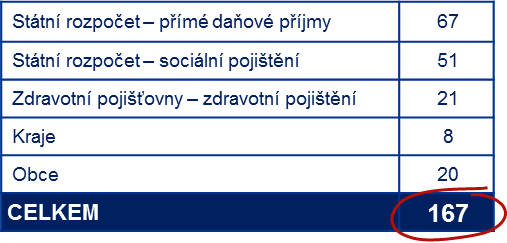 Státní rozpočet – přímé daňové příjmy 67
Státní rozpočet – sociální pojištění 51
Zdravotní pojišťovny – zdravotní pojištění 21
Kraje 8
Obce 20
CELKEM 167